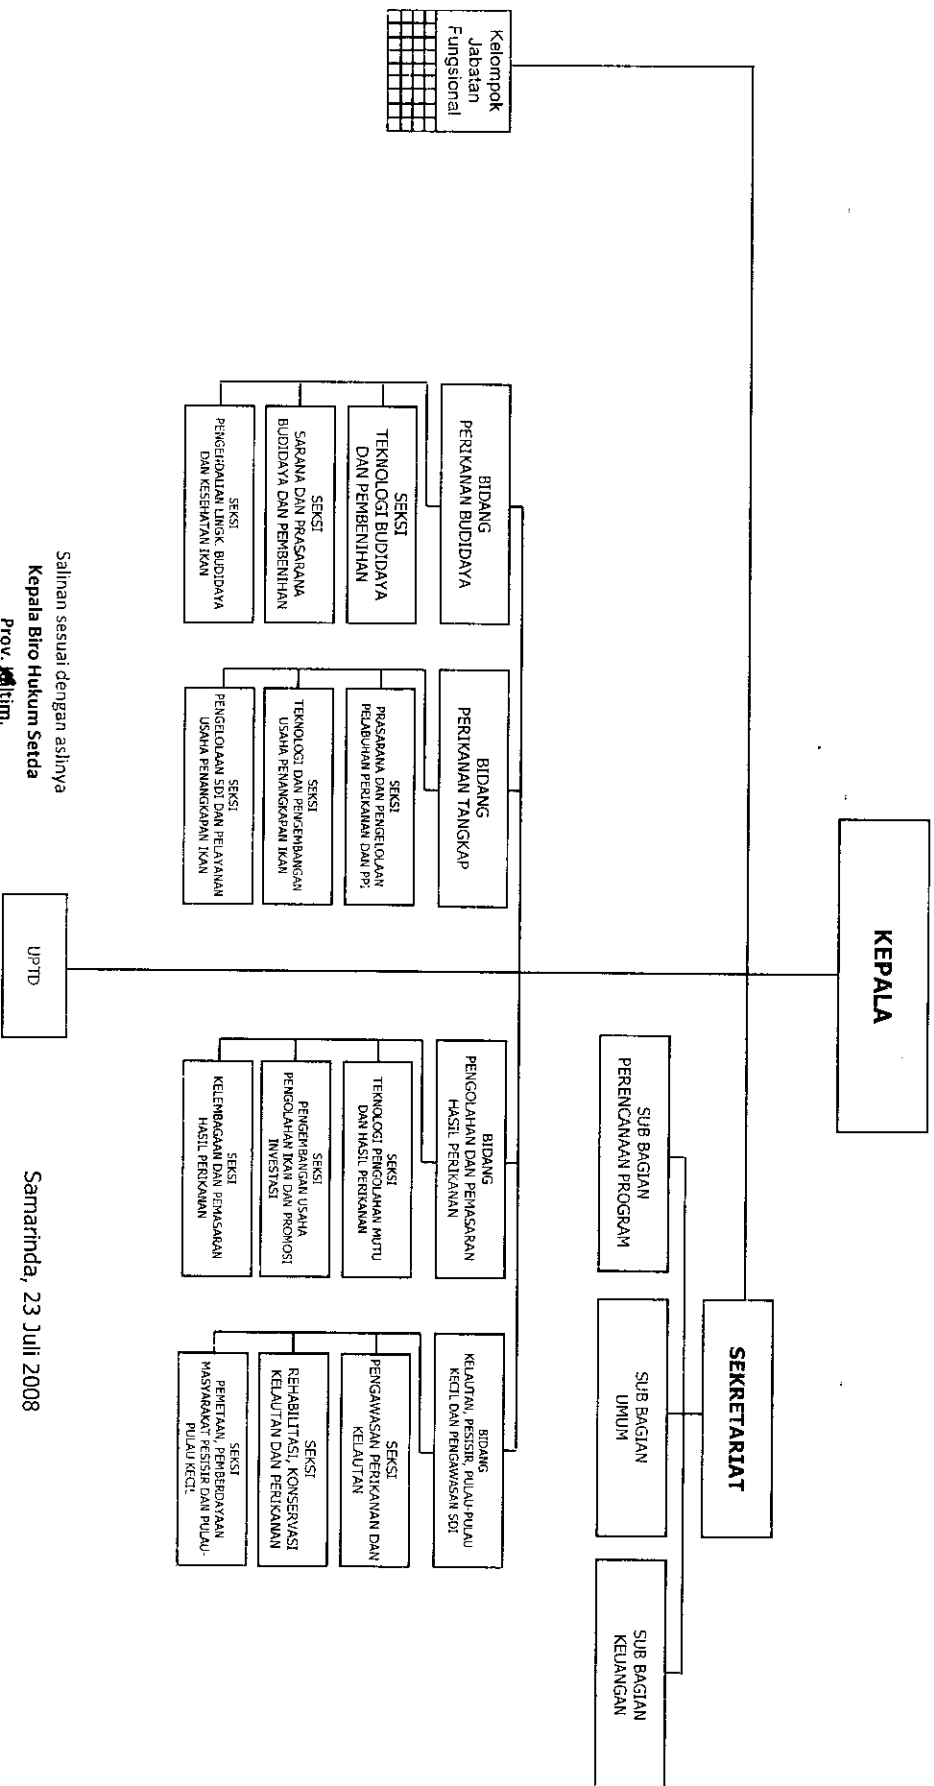 KEPALA
SEKRETARIAT
SUB BAGIAN
PERENCANAAN PROGRAM
SUB BAGIAN
UMUM
SUB BAGIAN
KEUANGAN
Kelompok
Jabatan
Fungsional
BIDANG
PERIKANAN BUDIDAYA
SEKSI
TEKNOLOGI BUDIDAYA
DAN PEMBENIHAN
SEKSI
SARANA DAN PRASARANA
BUDIDAYA DAN PEMBENIHAN
SEKSI
PENGENDALIAN LINGK. BUDIDAYA
DAN KESEHATAN IKAN
BIDANG
PERIKANAN TANGKAP
SEKSI
PRASARANA DAN PENGELOLAAN
PELABUHAN PERIKANAN DAN PPI
SEKSI
TEKNOLOGI DAN PENGEMBANGAN
USAHA PENANGKAPAN IKAN
SEKSI
PENGELOLAAN SDI DAN PELAYANAN
USAHA PENANGKAPAN IKAN
BIDANG
PENGOLAHAN DAN PEMASARAN
HASIL PERIKANAN
SEKSI
TEKNOLOGI PENGOLAHAN MUTU
DAN HASIL PERIKANAN
SEKSI
PENGEMBANGAN USAHA
PENGOLAHAN IKAN DAN PROMOSI
INVESTASI
SEKSI
KELEMBAGAAN DAN PEMASARAN
HASIL PERIKANAN
BIDANG
KELAUTAN, PESISIR, PULAU-PULAU
KECIL DAN PENGAWASAN SDI
SEKSI
PENGAWASAN PERIKANAN DAN
KELAUTAN
SEKSI
REHABILITASI, KONSERVASI
KELAUTAN DAN PERIKANAN
SEKSI
PEMETAAN, PEMBERDAYAAN
MASYARAKAT PESISIR DAN PULAU-
PULAU KECIL
UPTD
Samarinda, 23 Juli 2008
Salinan sesuai dengan aslinya
Kepala Biro Hukum Setda
Prov. Kaltim,